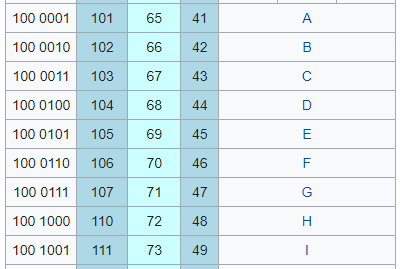 100 0001 101 65 41 A
100 0010 102 66 42 B
100 0011 103 67 43 C
100 0100 104 68 44 D
100 0101 105 69 45 E
100 0110 106 70 46 F
100 0111 107 71 47 G
100 1000 110 72 48 H
100 1001 111 73 49 I